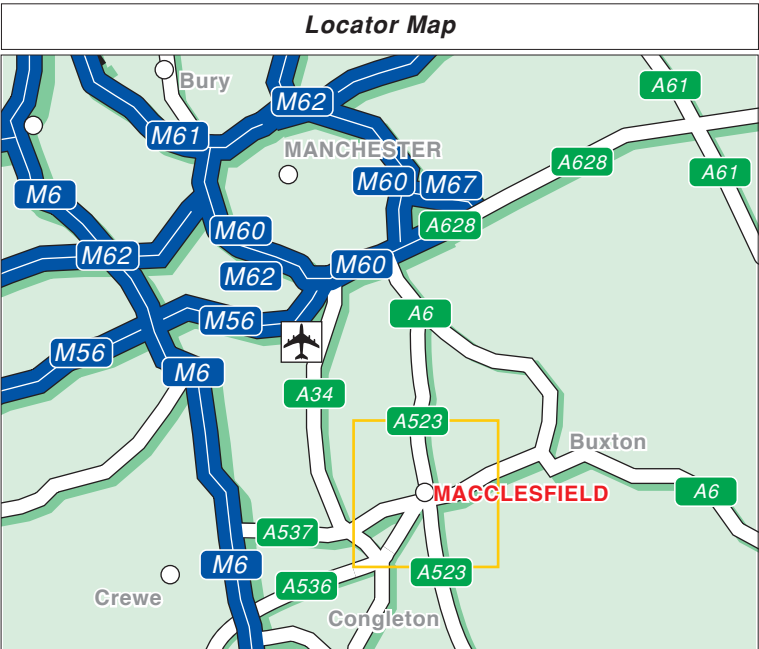 Locator Map
Bury
A61
M62
M61
MANCHESTER
A628
A61
M60
M67
M6
A628
M60
M62
M60
M62
A6
M56
M56
M6
A34
A523
Buxton
MACCLESFIELD
A6
A537
M6
A523
A536
Crewe
Congleton